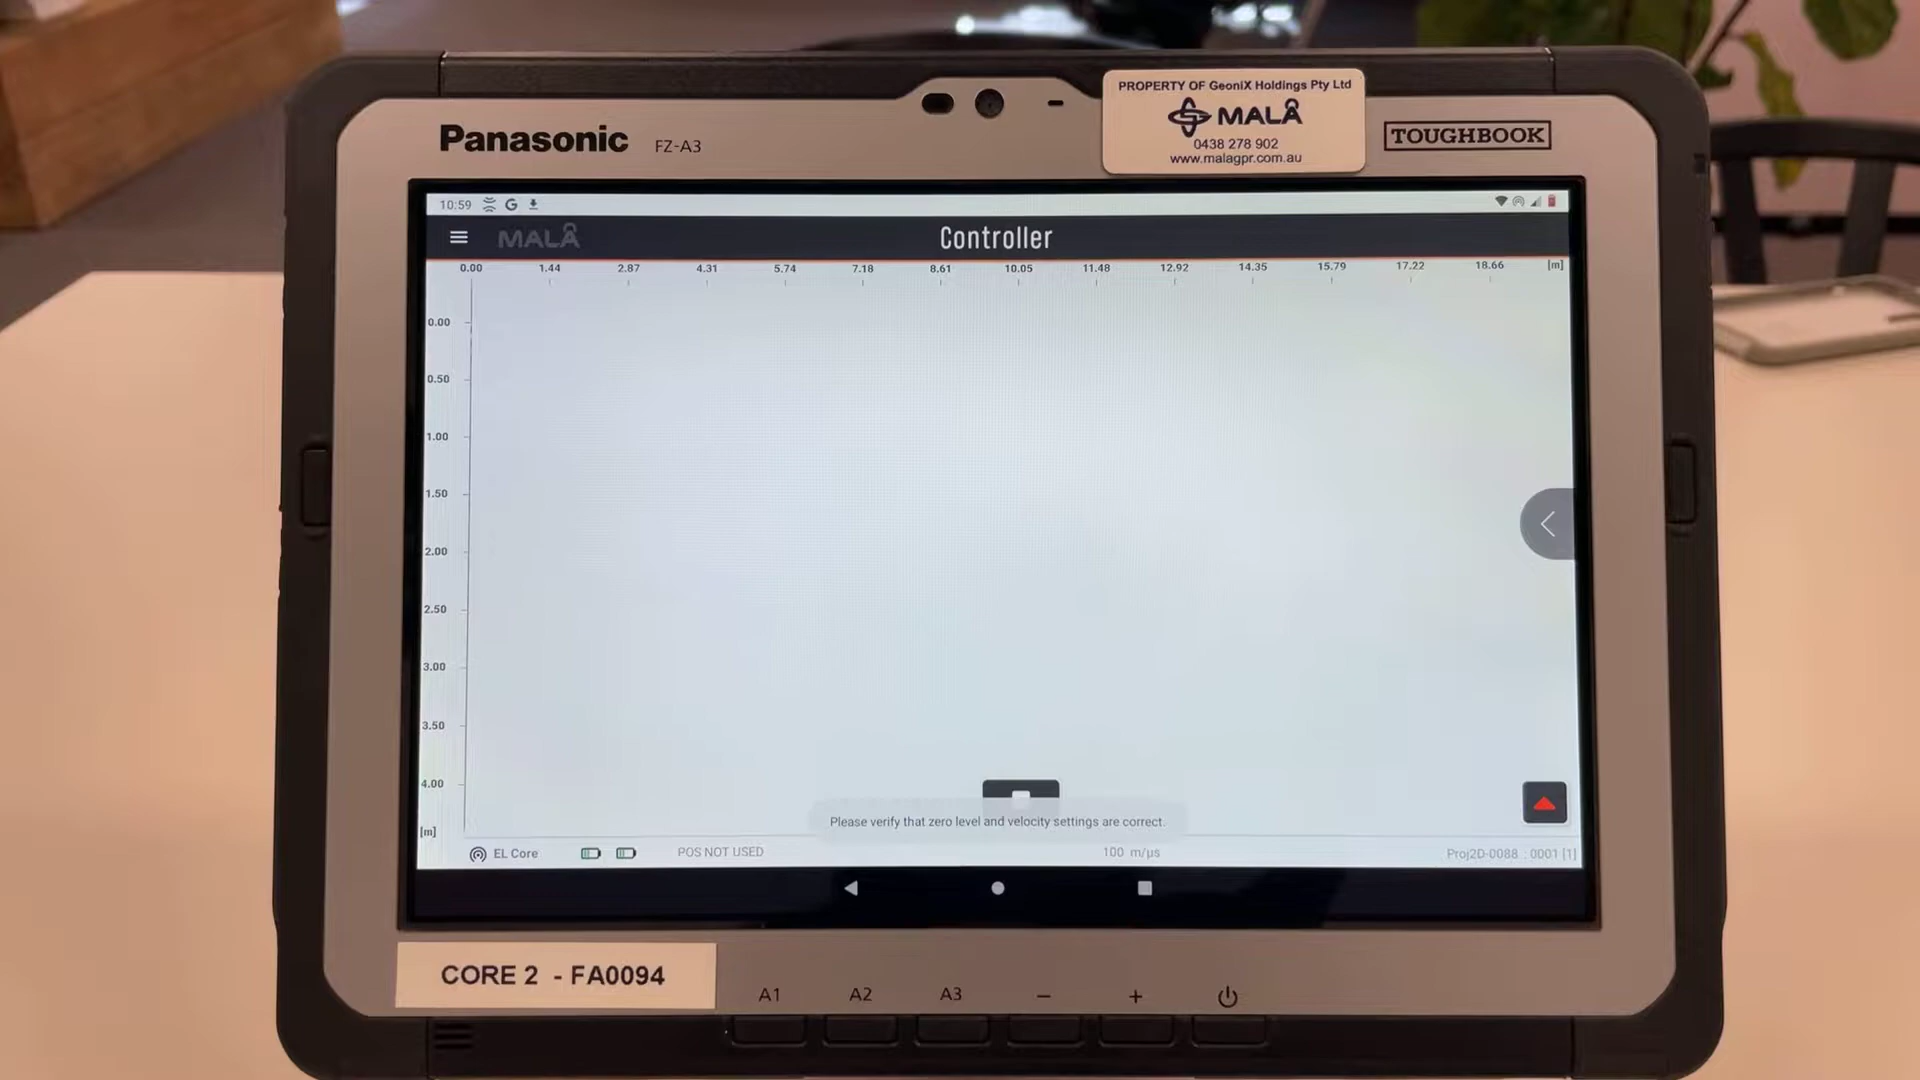 PROPERTY OF GeoniX Holdings Pty Ltd
MALÅ
0438 278 902
www.malagpr.com.au
Panasonic FZ-A3
TOUGHBOOK
10:59 G
MALÅ Controller
0.00 1.44 2.87 4.31 5.74 7.18 8.61 10.05 11.48 12.92 14.35 15.79 17.22 18.66 [m]
0.00
0.50
1.00
1.50
2.00
2.50
3.00
3.50
4.00
[m]
Please verify that zero level and velocity settings are correct.
EL Core POS NOT USED 100 m/µs Proj2D-0088 : 0001 [1]
CORE 2 - FA0094
A1 A2 A3 − +